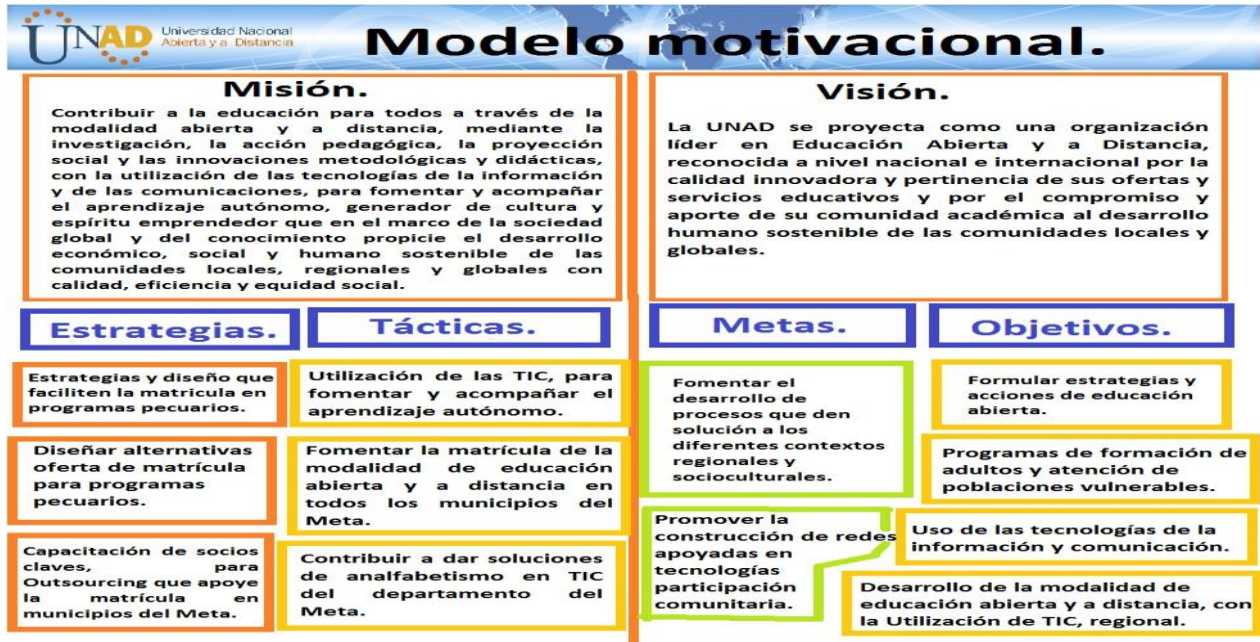 UNAD
Universidad Nacional
Abierta y a Distancia
Modelo motivacional.
Misión.
Contribuir a la educación para todos a través de la
modalidad abierta y a distancia, mediante la
investigación, la acción pedagógica, la proyección
social y las innovaciones metodológicas y didácticas,
con la utilización de las tecnologías de la información
y de las comunicaciones, para fomentar y acompañar
el aprendizaje autónomo, generador de cultura y
espíritu emprendedor que en el marco de la sociedad
global y del conocimiento propicie el desarrollo
económico, social y humano sostenible de las
comunidades locales, regionales y globales con
calidad, eficiencia y equidad social.
Visión.
La UNAD se proyecta como una organización
líder en Educación Abierta y a Distancia,
reconocida a nivel nacional e internacional por la
calidad innovadora y pertinencia de sus ofertas y
servicios educativos y por el compromiso y
aporte de su comunidad académica al desarrollo
humano sostenible de las comunidades locales y
globales.
Estrategias.
Estrategias y diseño que
faciliten la matricula en
programas pecuarios.
Diseñar alternativas
oferta de matrícula
para programas
pecuarios.
Capacitación de socios
claves, para
Outsourcing que apoye
la matrícula en
municipios del Meta.
Tácticas.
Utilización de las TIC, para
fomentar y acompañar el
aprendizaje autónomo.
Fomentar la matrícula de la
modalidad de educación
abierta y a distancia en
todos los municipios del
Meta.
Contribuir a dar soluciones
de analfabetismo en TIC
del departamento del
Meta.
Metas.
Fomentar el
desarrollo de
procesos que den
solución a los
diferentes contextos
regionales y
socioculturales.
Promover la
construcción de redes
apoyadas en
tecnologías
participación
comunitaria.
Objetivos.
Formular estrategias y
acciones de educación
abierta.
Programas de formación de
adultos y atención de
poblaciones vulnerables.
Uso de las tecnologías de la
información y comunicación.
Desarrollo de la modalidad de
educación abierta y a distancia, con
la Utilización de TIC, regional.